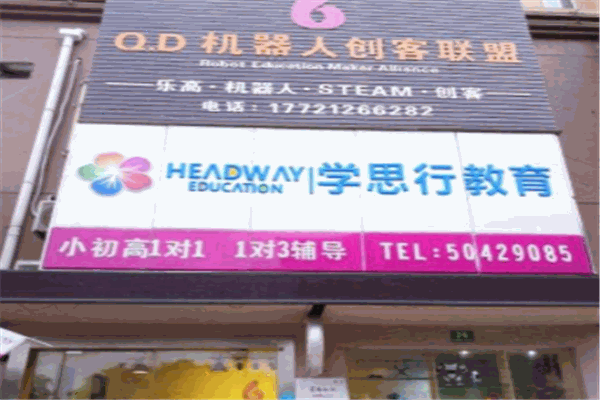 6
Q.D 机器人创客联盟
Robot Education Maker Alliance
乐高·机器人·STEAM·创客
电话:17721266282
HEADWAY EDUCATION 学思行教育
小初高1对1 1对3辅导 TEL:50429085
6